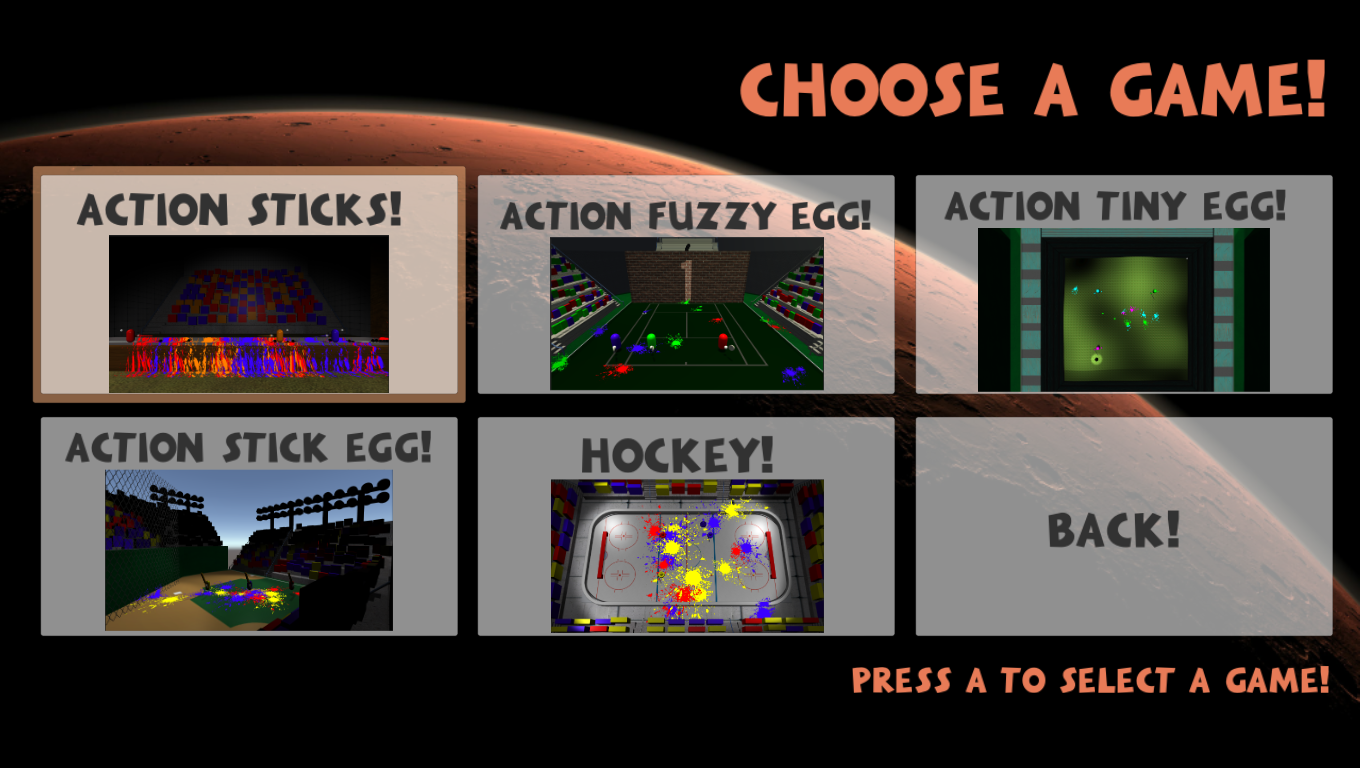 CHOOSE A GAME!
ACTION STICKS!
ACTION FUZZY EGG!
1
ACTION TINY EGG!
ACTION STICK EGG!
HOCKEY!
BACK!
PRESS A TO SELECT A GAME!